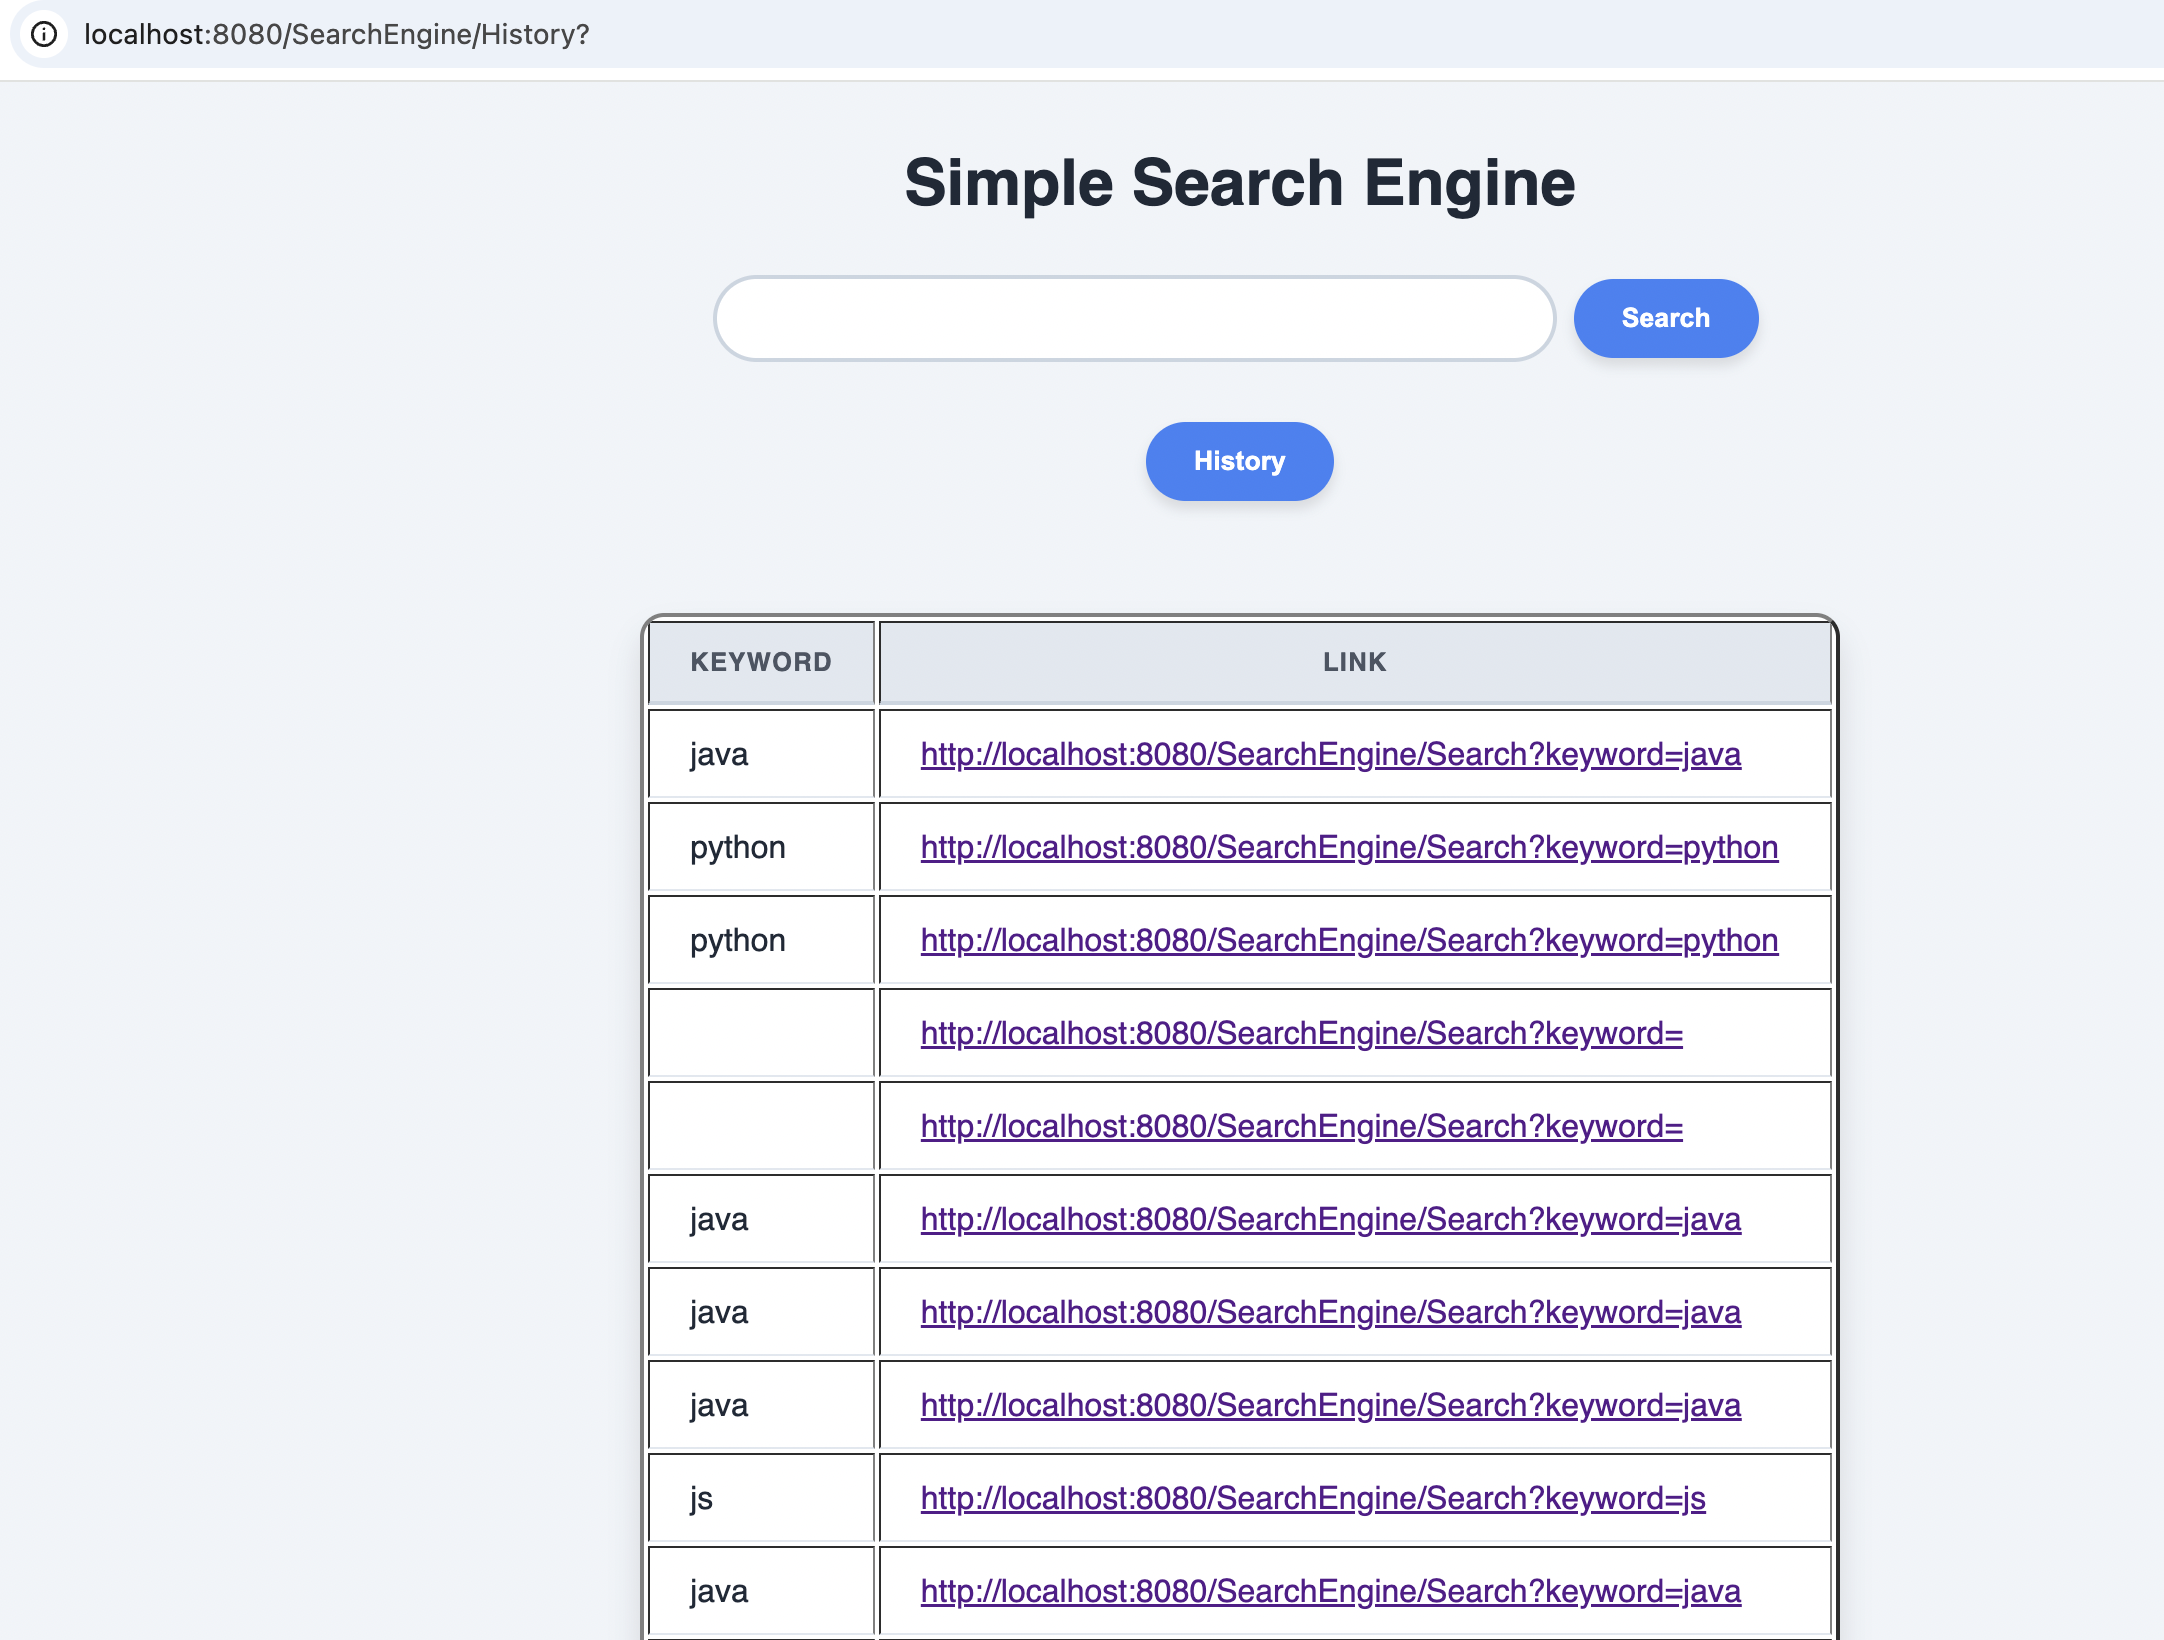 localhost:8080/SearchEngine/History?
Simple Search Engine
Search
History
KEYWORD LINK
java http://localhost:8080/SearchEngine/Search?keyword=java
python http://localhost:8080/SearchEngine/Search?keyword=python
python http://localhost:8080/SearchEngine/Search?keyword=python
http://localhost:8080/SearchEngine/Search?keyword=
http://localhost:8080/SearchEngine/Search?keyword=
java http://localhost:8080/SearchEngine/Search?keyword=java
java http://localhost:8080/SearchEngine/Search?keyword=java
java http://localhost:8080/SearchEngine/Search?keyword=java
js http://localhost:8080/SearchEngine/Search?keyword=js
java http://localhost:8080/SearchEngine/Search?keyword=java